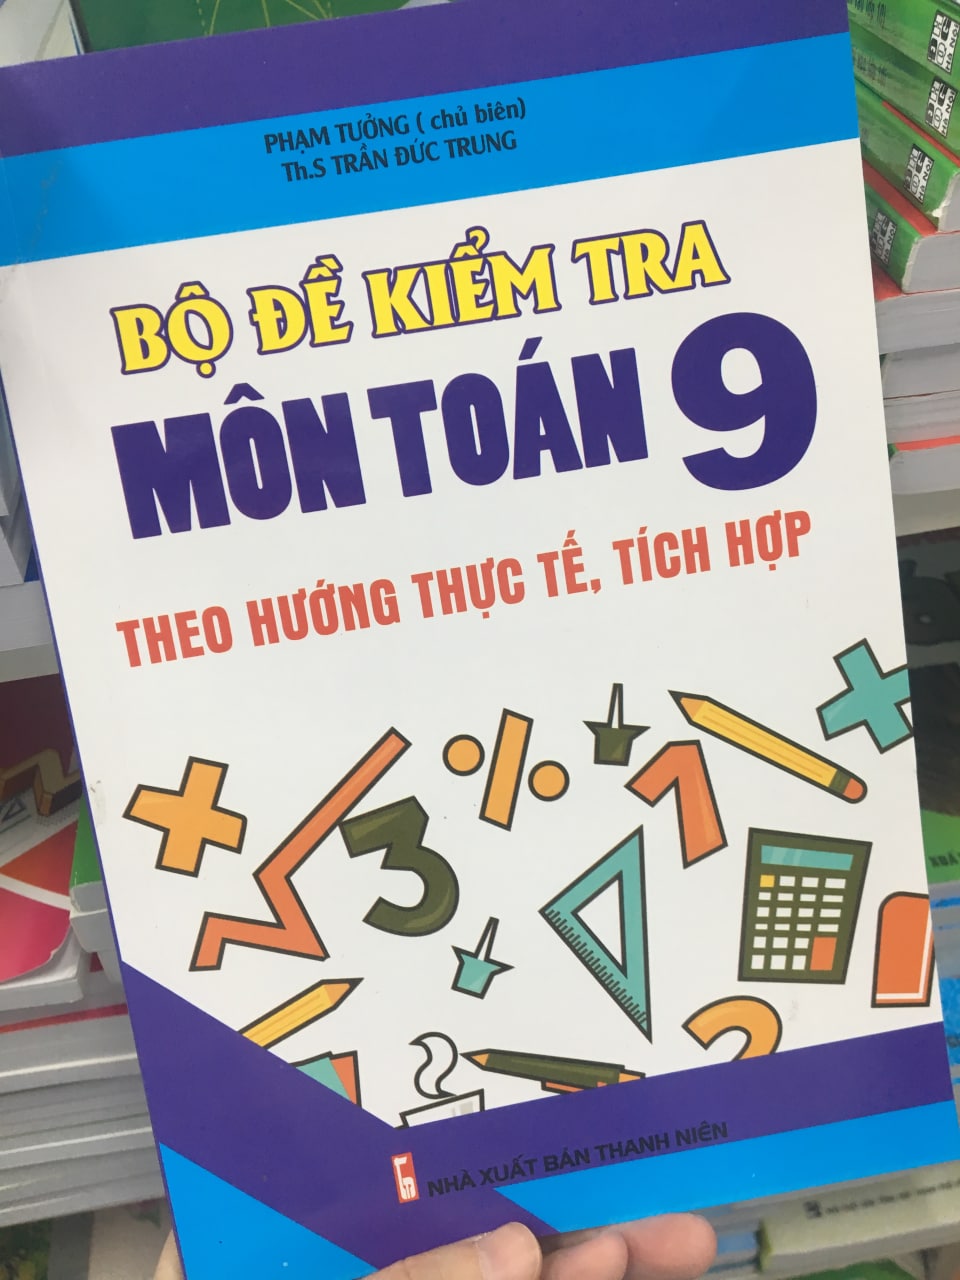 PHẠM TƯỞNG ( chủ biên)
Th.S TRẦN ĐỨC TRUNG
BỘ ĐỀ KIỂM TRA
MÔN TOÁN 9
THEO HƯỚNG THỰC TẾ, TÍCH HỢP
NHÀ XUẤT BẢN THANH NIÊN